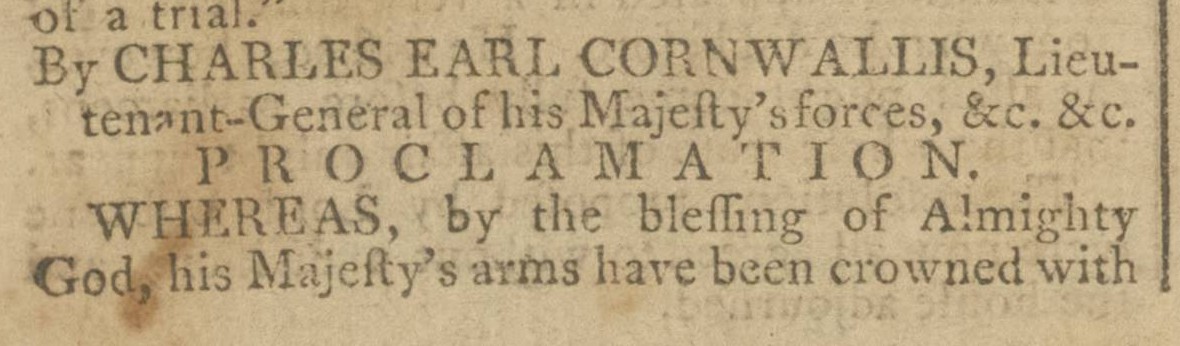 of a trial."
By CHARLES EARL CORNWALLIS, Lieu-
tenant-General of his Majeſty's forces, &c. &c.
PROCLAMATION.
WHEREAS, by the bleſſing of Almighty
God, his Majeſty's arms have been crowned with